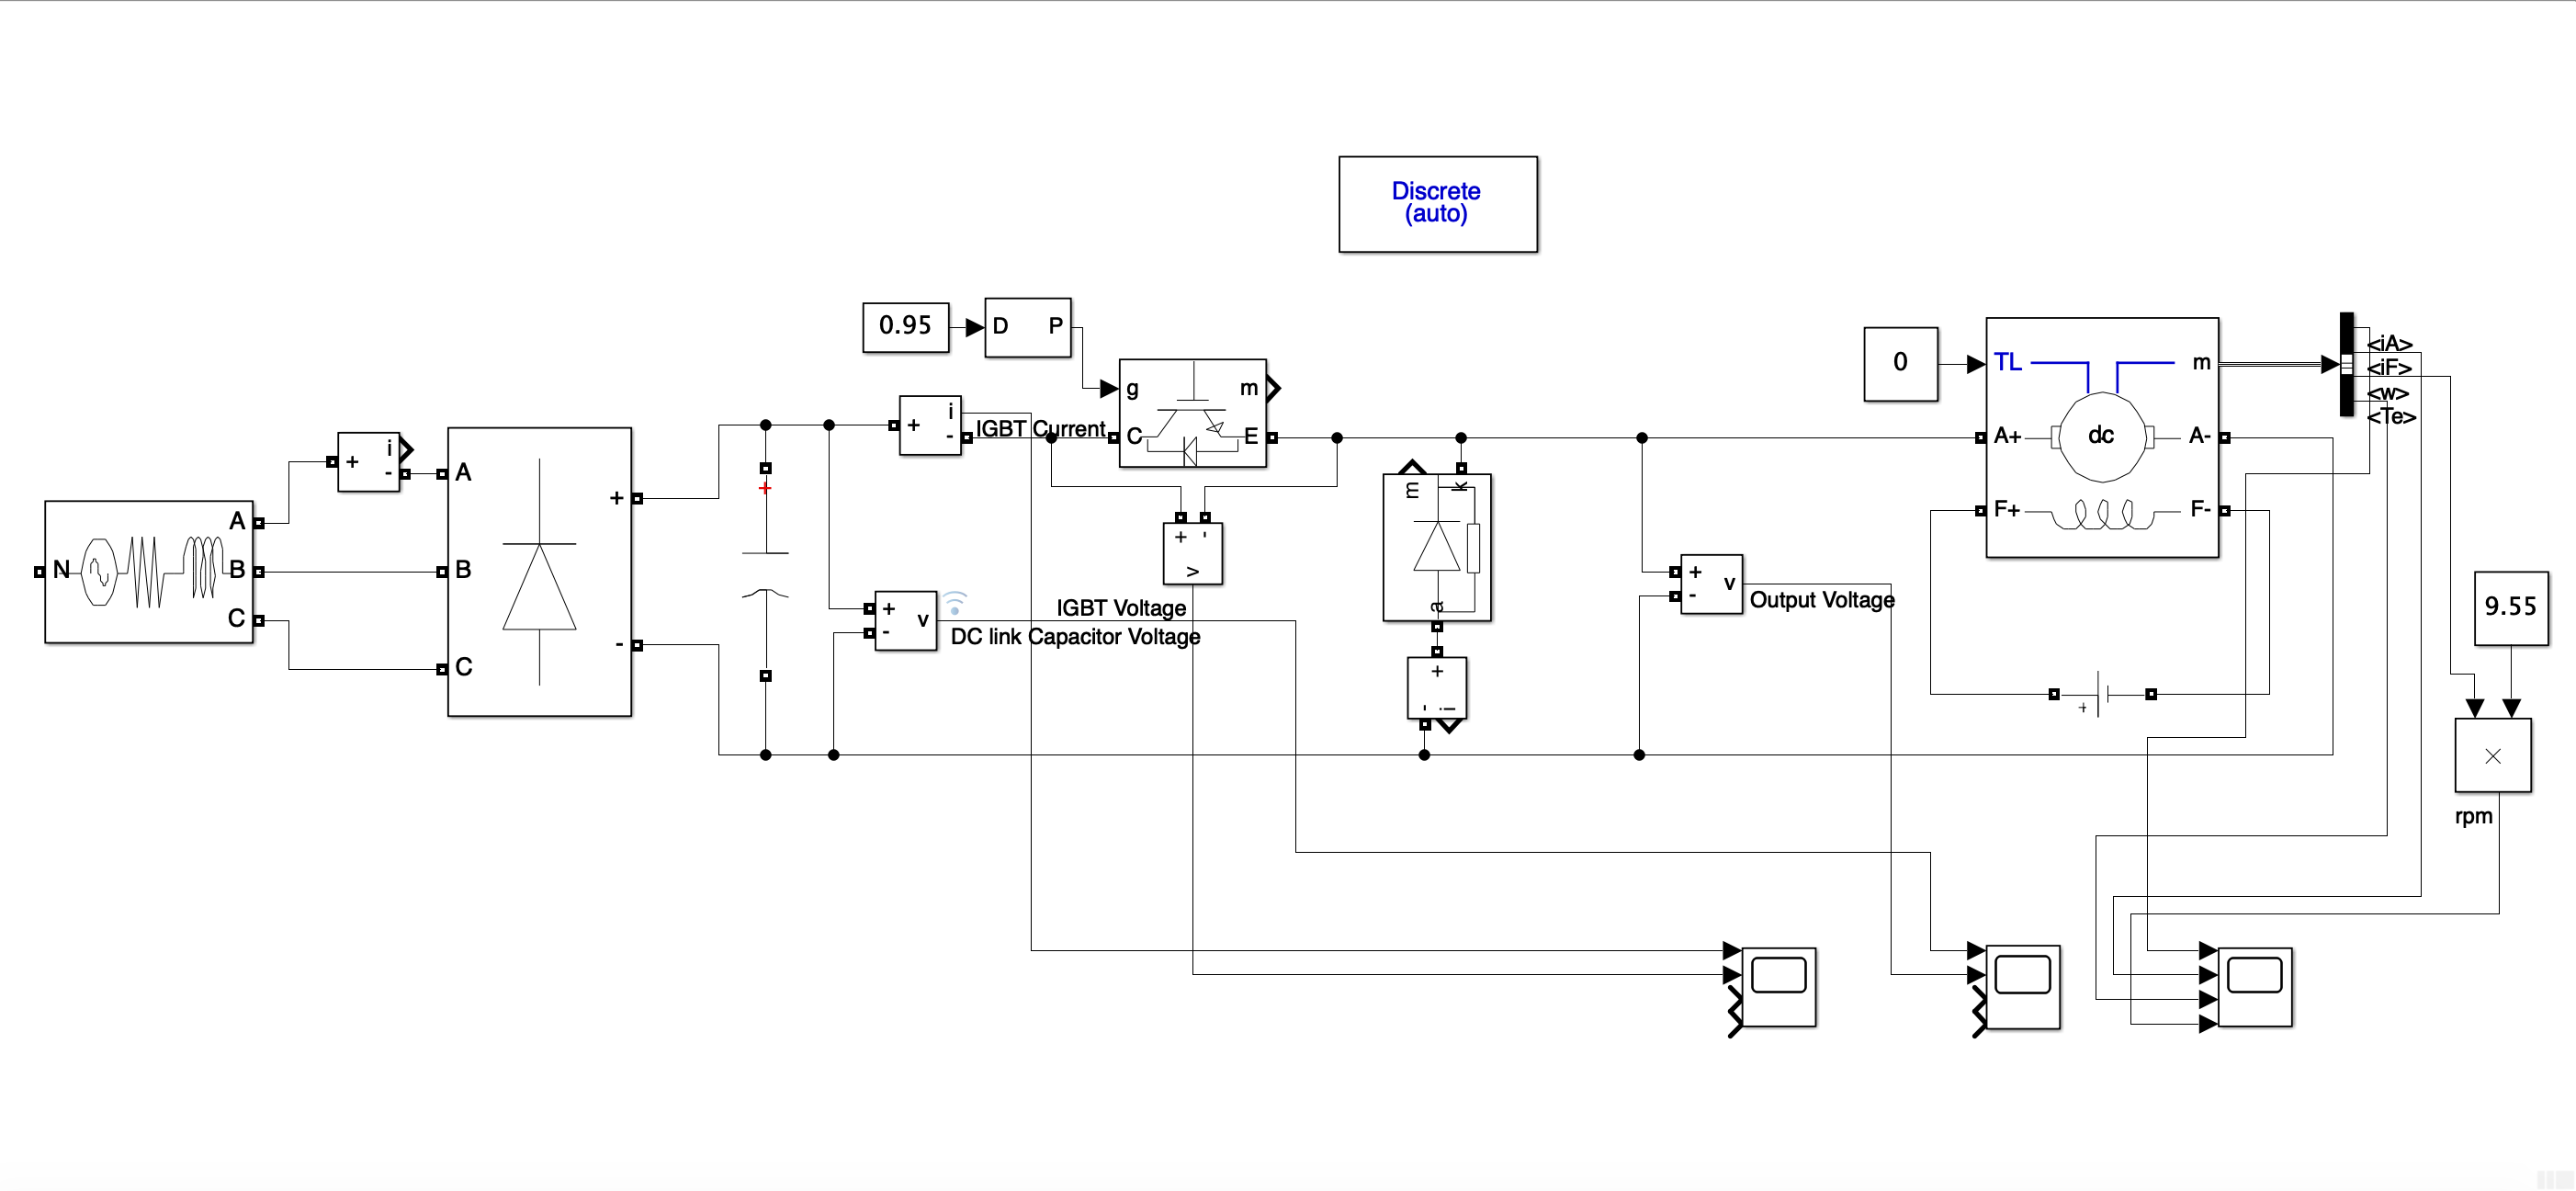 Discrete
(auto)
0.95
D P
g m
C E
i
+
-
IGBT Current
0
TL m
A+ dc A-
F+ F-
<iA>
<iF>
<w>
<Te>
i
+
-
A
B
C
+
-
N
A
B
C
+
+ -
v
m k
a
+
- i
+
-
v
IGBT Voltage
DC link Capacitor Voltage
+
-
v
Output Voltage
+
9.55
×
rpm